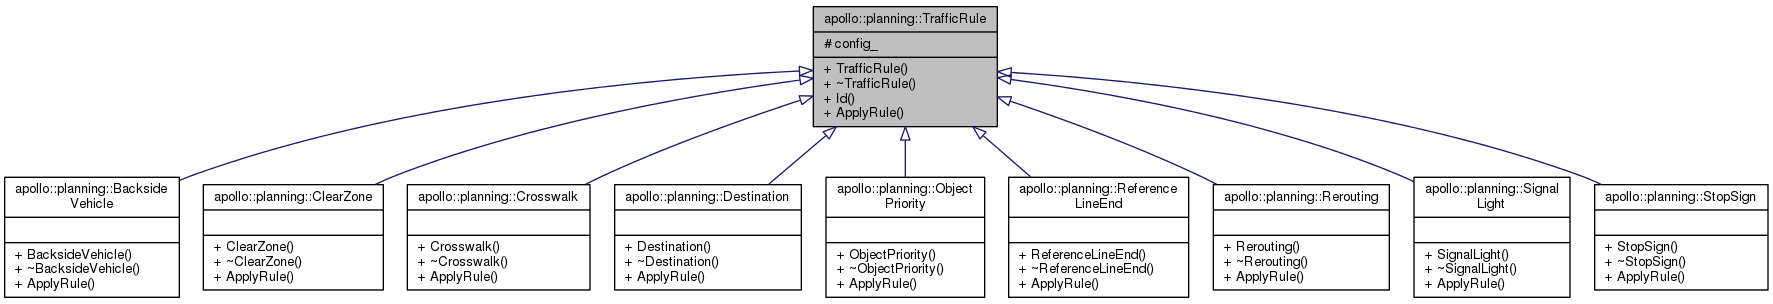 apollo::planning::TrafficRule
# config_
+ TrafficRule()
+ ~TrafficRule()
+ Id()
+ ApplyRule()
apollo::planning::Backside
Vehicle
+ BacksideVehicle()
+ ~BacksideVehicle()
+ ApplyRule()
apollo::planning::ClearZone
+ ClearZone()
+ ~ClearZone()
+ ApplyRule()
apollo::planning::Crosswalk
+ Crosswalk()
+ ~Crosswalk()
+ ApplyRule()
apollo::planning::Destination
+ Destination()
+ ~Destination()
+ ApplyRule()
apollo::planning::Object
Priority
+ ObjectPriority()
+ ~ObjectPriority()
+ ApplyRule()
apollo::planning::Reference
LineEnd
+ ReferenceLineEnd()
+ ~ReferenceLineEnd()
+ ApplyRule()
apollo::planning::Rerouting
+ Rerouting()
+ ~Rerouting()
+ ApplyRule()
apollo::planning::Signal
Light
+ SignalLight()
+ ~SignalLight()
+ ApplyRule()
apollo::planning::StopSign
+ StopSign()
+ ~StopSign()
+ ApplyRule()